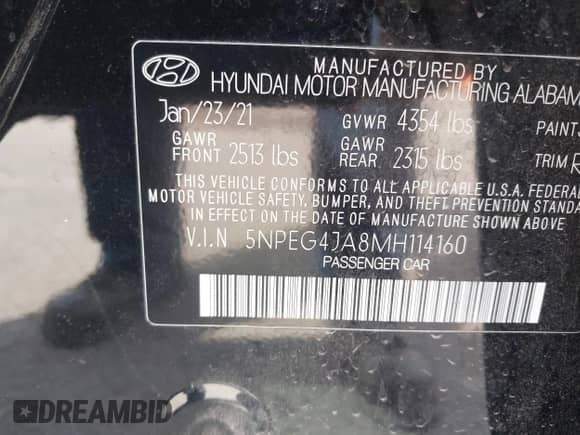 MANUFACTURED BY
HYUNDAI MOTOR MANUFACTURING ALABAM
Jan/23/21 GVWR 4354 lbs PAINT
GAWR FRONT 2513 lbs GAWR REAR 2315 lbs TRIM
THIS VEHICLE CONFORMS TO ALL APPLICABLE U.S.A. FEDERAL
MOTOR VEHICLE SAFETY, BUMPER, AND THEFT PREVENTION STANDA
IN EFFECT ON THE DATE OF MANUFACTURE SHOWN ABOVE
V.I.N 5NPEG4JA8MH114160
PASSENGER CAR
DREAMBID